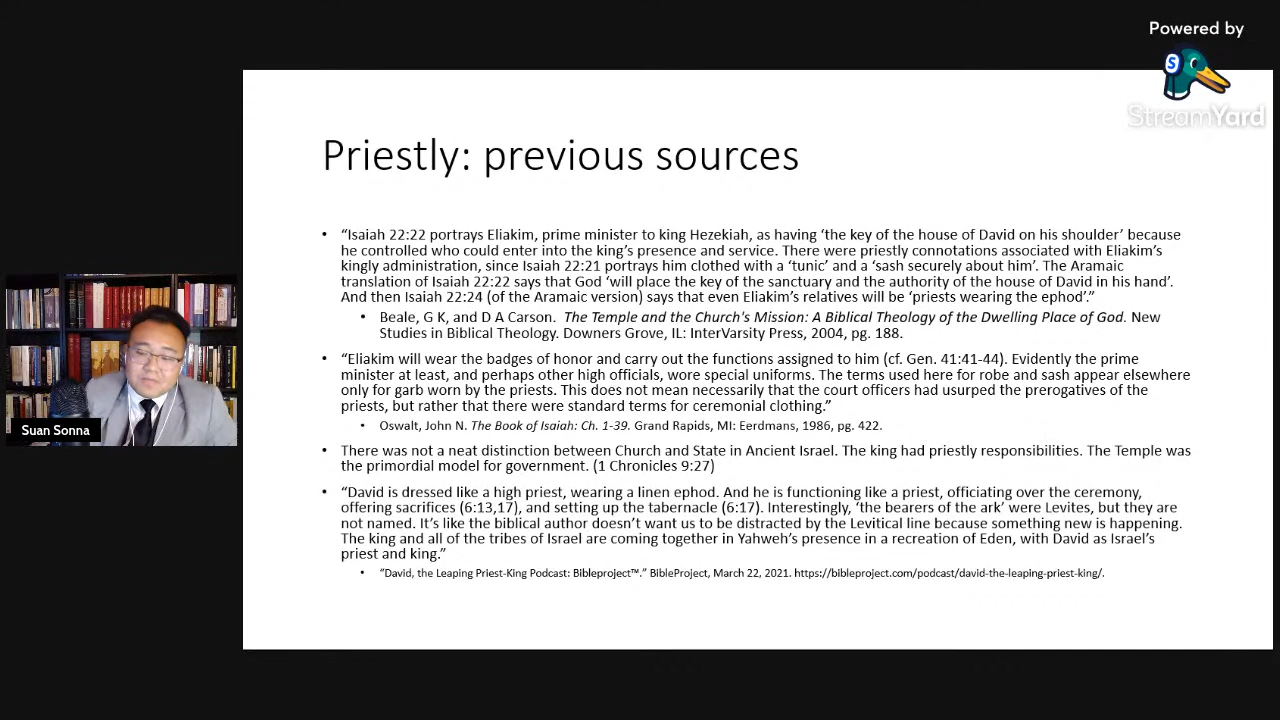 Powered by
S
StreamYard
Priestly: previous sources
• “Isaiah 22:22 portrays Eliakim, prime minister to king Hezekiah, as having ‘the key of the house of David on his shoulder’ because
he controlled who could enter into the king’s presence and service. There were priestly connotations associated with Eliakim’s
kingly administration, since Isaiah 22:21 portrays him clothed with a ‘tunic’ and a ‘sash securely about him’. The Aramaic
translation of Isaiah 22:22 says that God ‘will place the key of the sanctuary and the authority of the house of David in his hand’.
And then Isaiah 22:24 (of the Aramaic version) says that even Eliakim’s relatives will be ‘priests wearing the ephod’.”
• Beale, G K, and D A Carson. The Temple and the Church's Mission: A Biblical Theology of the Dwelling Place of God. New
Studies in Biblical Theology. Downers Grove, IL: InterVarsity Press, 2004, pg. 188.
• “Eliakim will wear the badges of honor and carry out the functions assigned to him (cf. Gen. 41:41-44). Evidently the prime
minister at least, and perhaps other high officials, wore special uniforms. The terms used here for robe and sash appear elsewhere
only for garb worn by the priests. This does not mean necessarily that the court officers had usurped the prerogatives of the
priests, but rather that there were standard terms for ceremonial clothing.”
• Oswalt, John N. The Book of Isaiah: Ch. 1-39. Grand Rapids, MI: Eerdmans, 1986, pg. 422.
• There was not a neat distinction between Church and State in Ancient Israel. The king had priestly responsibilities. The Temple was
the primordial model for government. (1 Chronicles 9:27)
• “David is dressed like a high priest, wearing a linen ephod. And he is functioning like a priest, officiating over the ceremony,
offering sacrifices (6:13,17), and setting up the tabernacle (6:17). Interestingly, ‘the bearers of the ark’ were Levites, but they are
not named. It’s like the biblical author doesn’t want us to be distracted by the Levitical line because something new is happening.
The king and all of the tribes of Israel are coming together in Yahweh’s presence in a recreation of Eden, with David as Israel’s
priest and king.”
• “David, the Leaping Priest-King Podcast: Bibleproject™.” BibleProject, March 22, 2021. https://bibleproject.com/podcast/david-the-leaping-priest-king/.
Suan Sonna